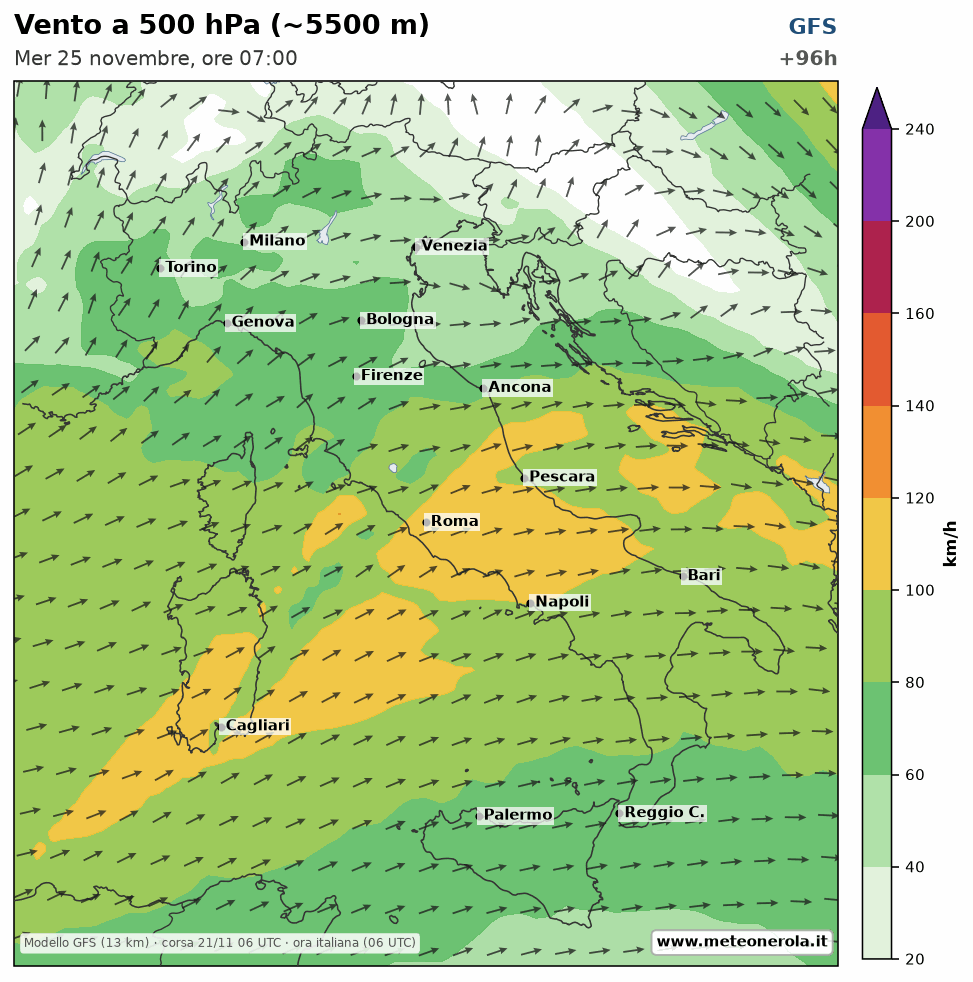 Vento a 500 hPa (~5500 m)
GFS
Mer 25 novembre, ore 07:00
+96h
240
220
200
160
140
120
100
80
60
40
20
km/h
Milano
Venezia
Torino
Genova
Bologna
Firenze
Ancona
Pescara
Roma
Bari
Napoli
Cagliari
Palermo
Reggio C.
Modello GFS (13 km) · corsa 21/11 06 UTC · ora italiana (06 UTC)
www.meteonerola.it